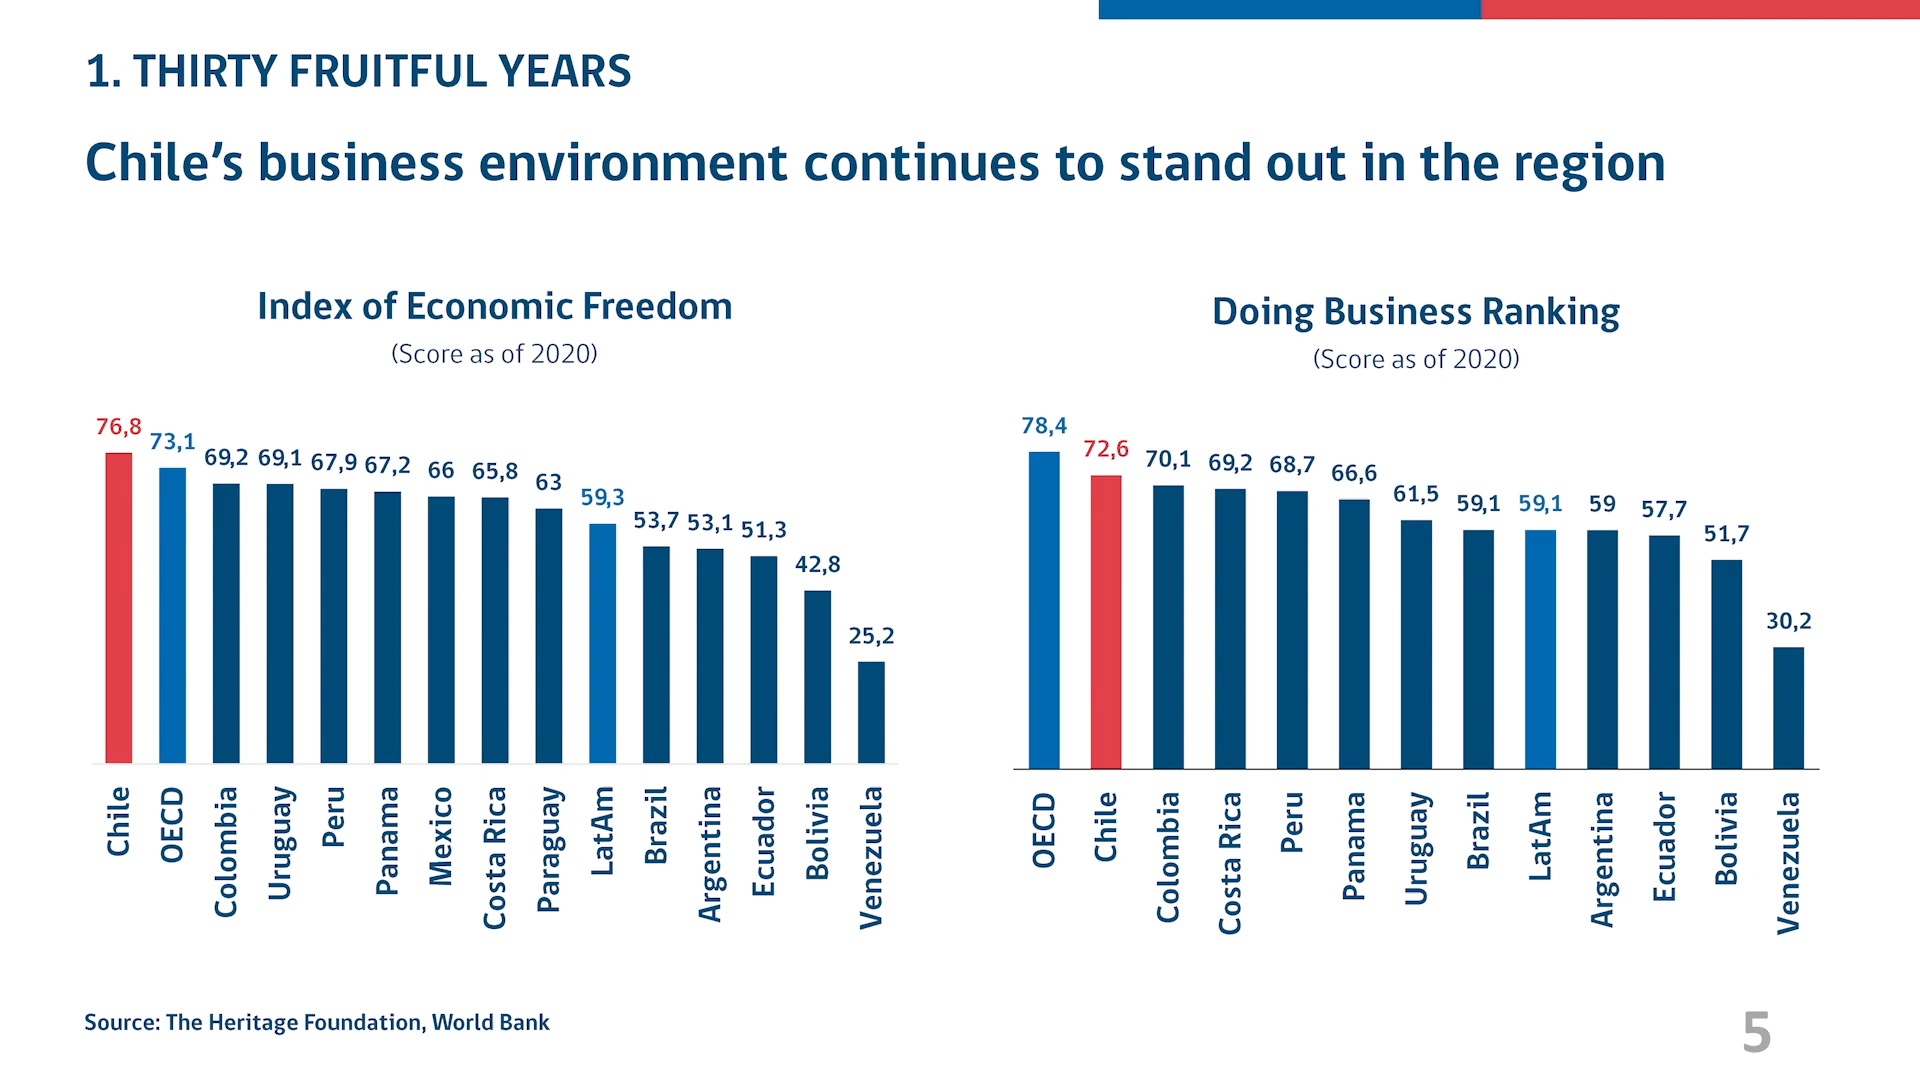 1. THIRTY FRUITFUL YEARS
Chile's business environment continues to stand out in the region
Index of Economic Freedom
(Score as of 2020)
76,8
73,1
69,2
69,1
67,9
67,2
66
65,8
63
59,3
53,7
53,1
51,3
42,8
25,2
Chile
OECD
Colombia
Uruguay
Peru
Panama
Mexico
Costa Rica
Paraguay
LatAm
Brazil
Argentina
Ecuador
Bolivia
Venezuela
Doing Business Ranking
(Score as of 2020)
78,4
72,6
70,1
69,2
68,7
66,6
61,5
59,1
59,1
59
57,7
51,7
30,2
OECD
Chile
Colombia
Costa Rica
Peru
Panama
Uruguay
Brazil
LatAm
Argentina
Ecuador
Bolivia
Venezuela
Source: The Heritage Foundation, World Bank
5